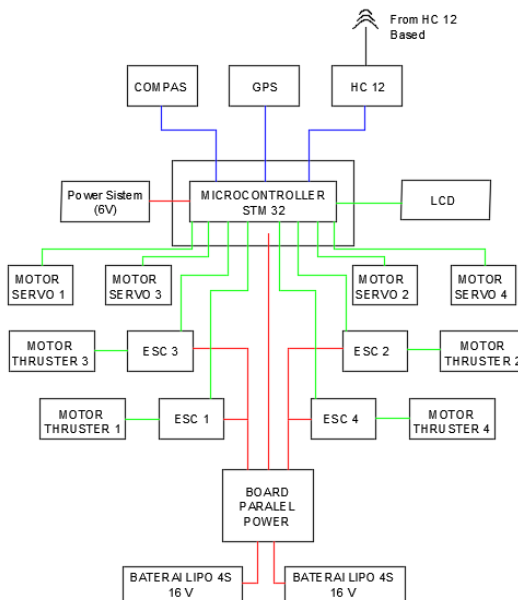 From HC 12
Based
COMPAS
GPS
HC 12
Power Sistem
(6V)
MICROCONTROLLER
STM 32
LCD
MOTOR
SERVO 1
MOTOR
SERVO 3
MOTOR
SERVO 2
MOTOR
SERVO 4
MOTOR
THRUSTER 3
ESC 3
ESC 2
MOTOR
THRUSTER 2
MOTOR
THRUSTER 1
ESC 1
ESC 4
MOTOR
THRUSTER 4
BOARD
PARALEL
POWER
BATERAI LIPO 4S
16 V
BATERAI LIPO 4S
16 V